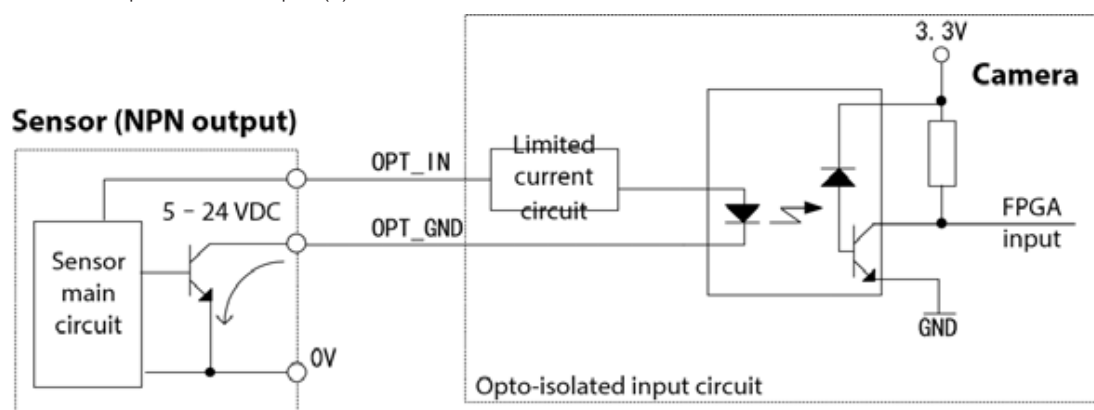 3.3V
Camera
Sensor (NPN output)
OPT_IN
Limited
current
circuit
5 - 24 VDC
OPT_GND
FPGA
input
Sensor
main
circuit
GND
0V
Opto-isolated input circuit